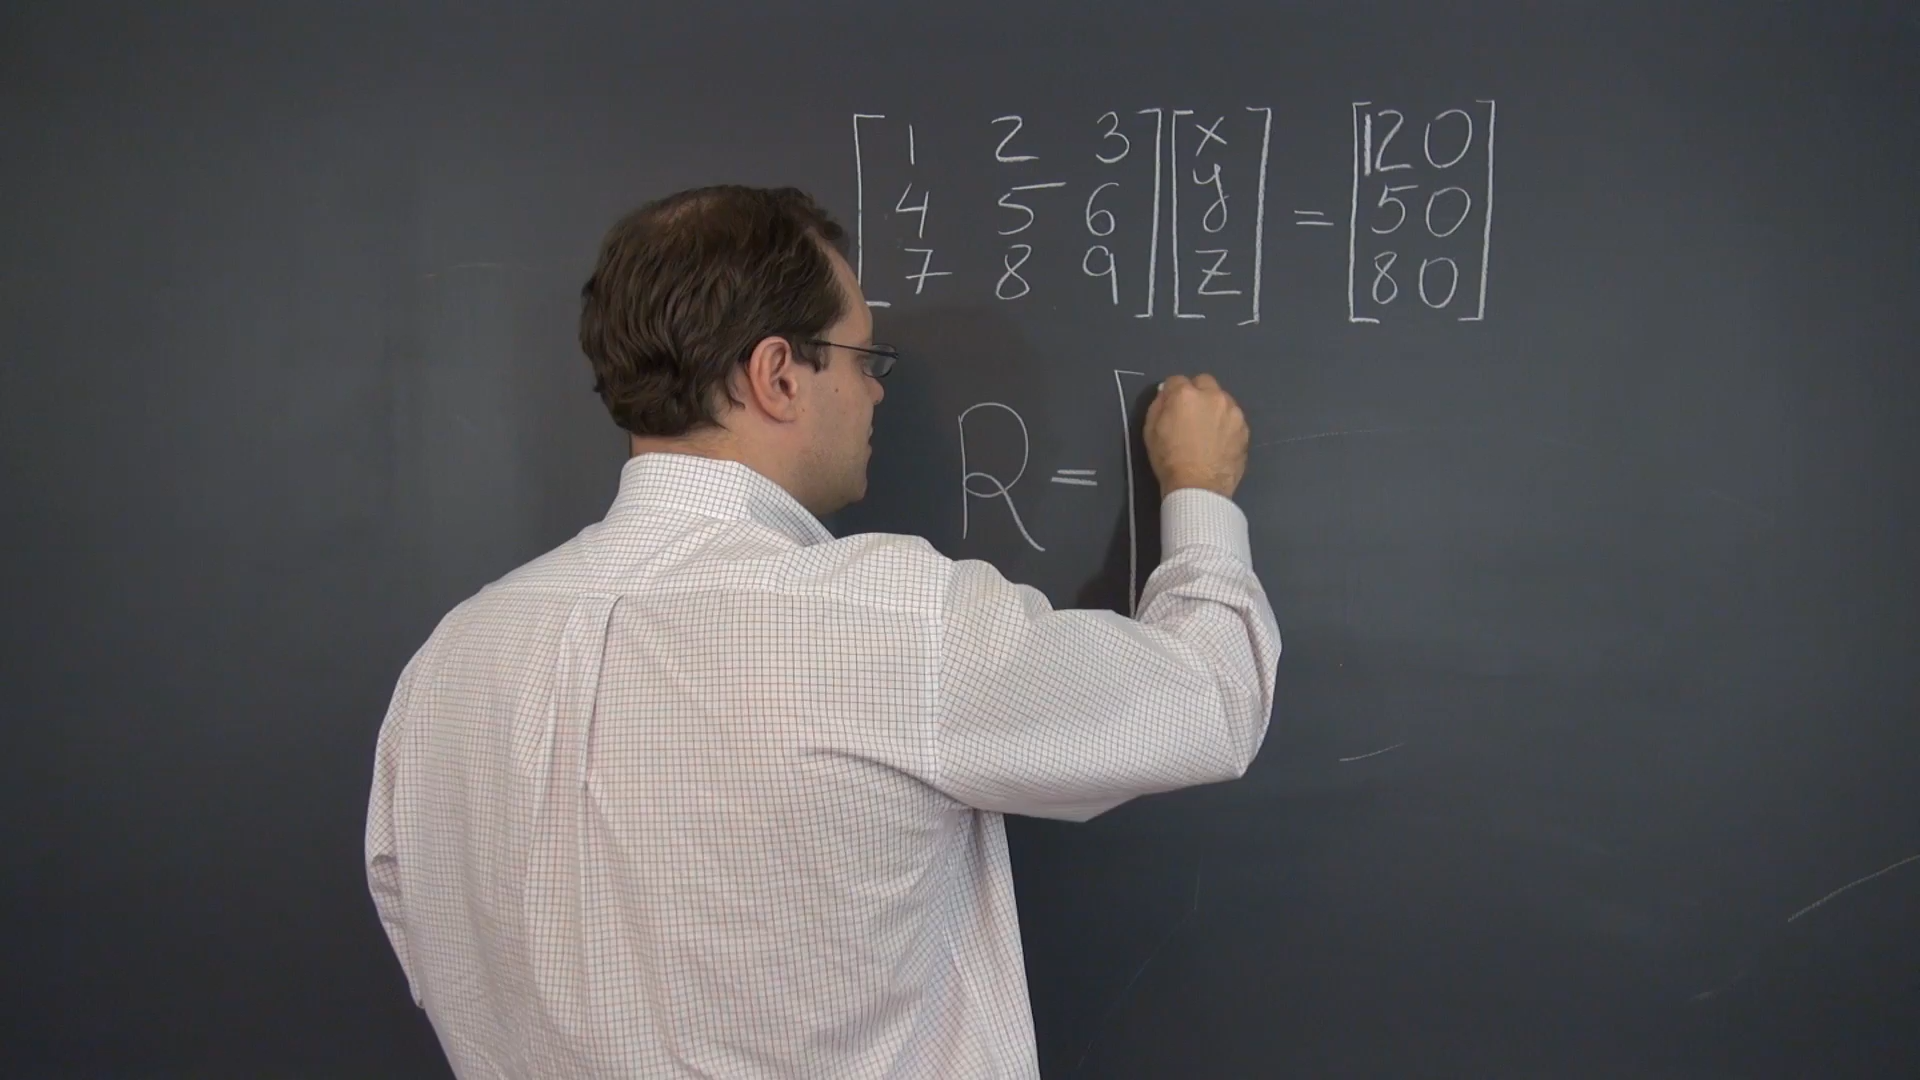 [1 2 3][x] [120]
[4 5 6][y] = [50]
[7 8 9][z] [80]
R = [